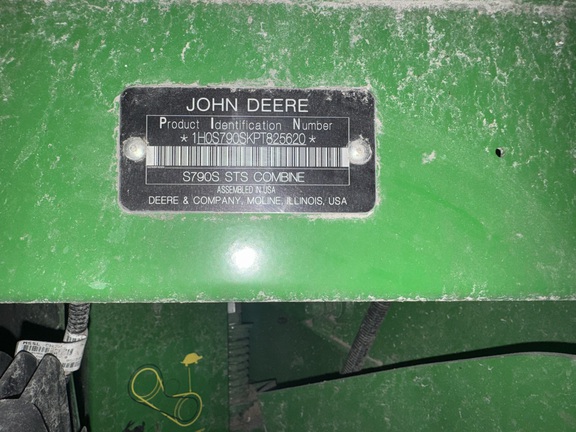 JOHN DEERE
Product Identification Number
*1H0S790SKPT825620*
S790S STS COMBINE
ASSEMBLED IN USA
DEERE & COMPANY, MOLINE, ILLINOIS, USA